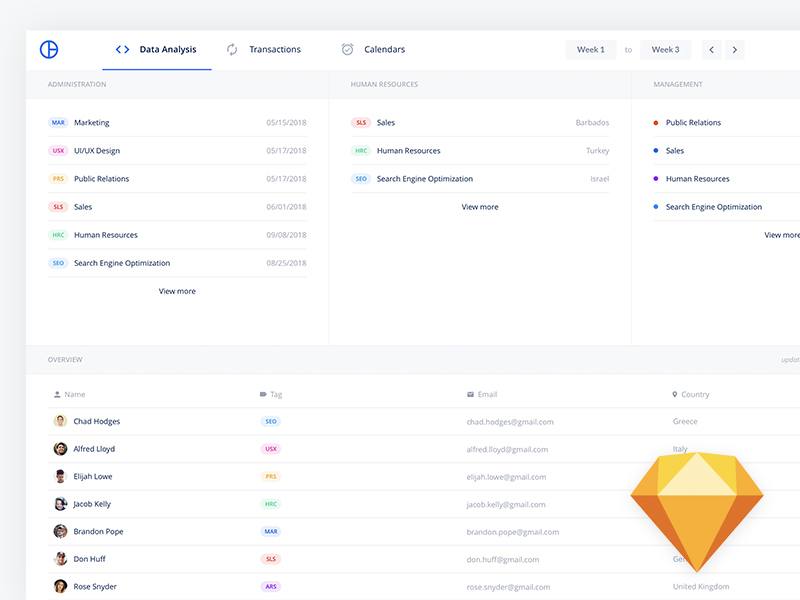 Data Analysis Transactions Calendars Week 1 to Week 3
ADMINISTRATION
MAR Marketing 05/15/2018
USX UI/UX Design 05/17/2018
PRS Public Relations 05/17/2018
SLS Sales 06/01/2018
HRC Human Resources 09/08/2018
SEO Search Engine Optimization 08/25/2018
View more
HUMAN RESOURCES
SLS Sales Barbados
HRC Human Resources Turkey
SEO Search Engine Optimization Israel
View more
MANAGEMENT
Public Relations
Sales
Human Resources
Search Engine Optimization
View more
OVERVIEW
Name Tag Email Country
Chad Hodges SEO chad.hodges@gmail.com Greece
Alfred Lloyd USX alfred.lloyd@gmail.com Italy
Elijah Lowe PRS elijah.lowe@gmail.com
Jacob Kelly HRC jacob.kelly@gmail.com
Brandon Pope MAR brandon.pope@gmail.com
Don Huff SLS don.huff@gmail.com
Rose Snyder ARS rose.snyder@gmail.com United Kingdom